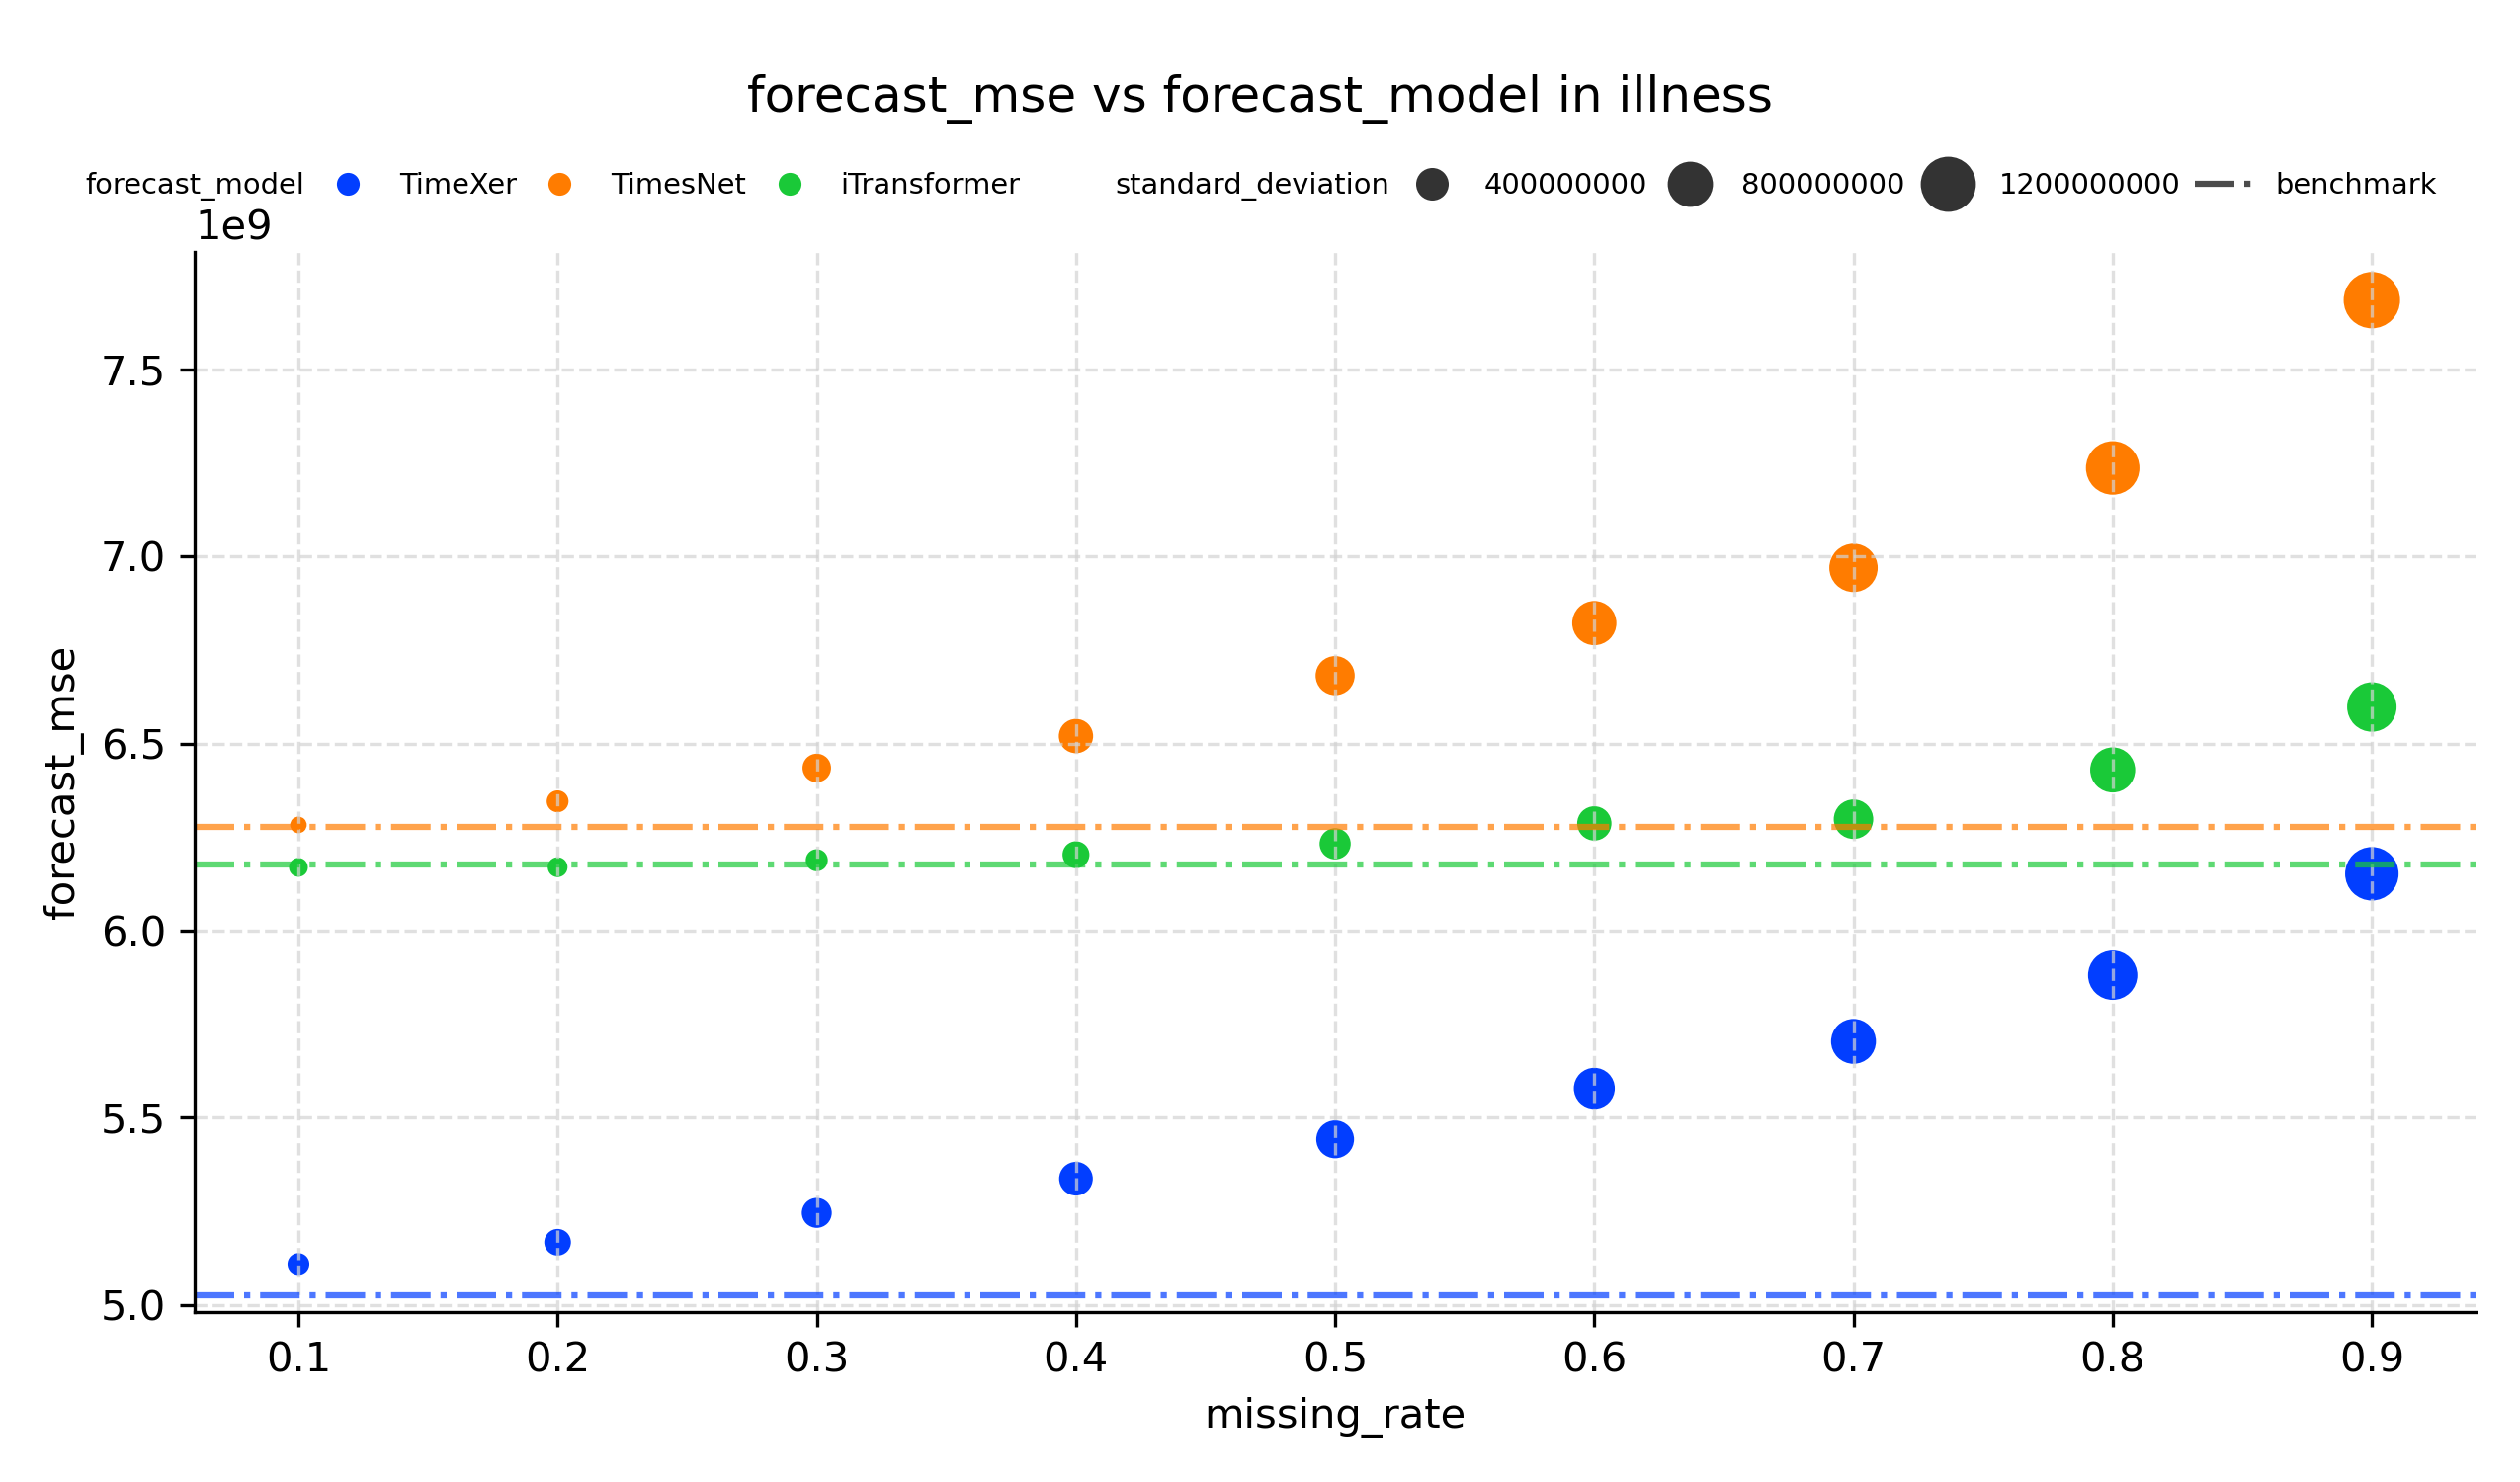 forecast_mse vs forecast_model in illness
forecast_model TimeXer TimesNet iTransformer standard_deviation 400000000 800000000 1200000000 benchmark
1e9
7.5
7.0
6.5
6.0
5.5
5.0
forecast_mse
0.1 0.2 0.3 0.4 0.5 0.6 0.7 0.8 0.9
missing_rate